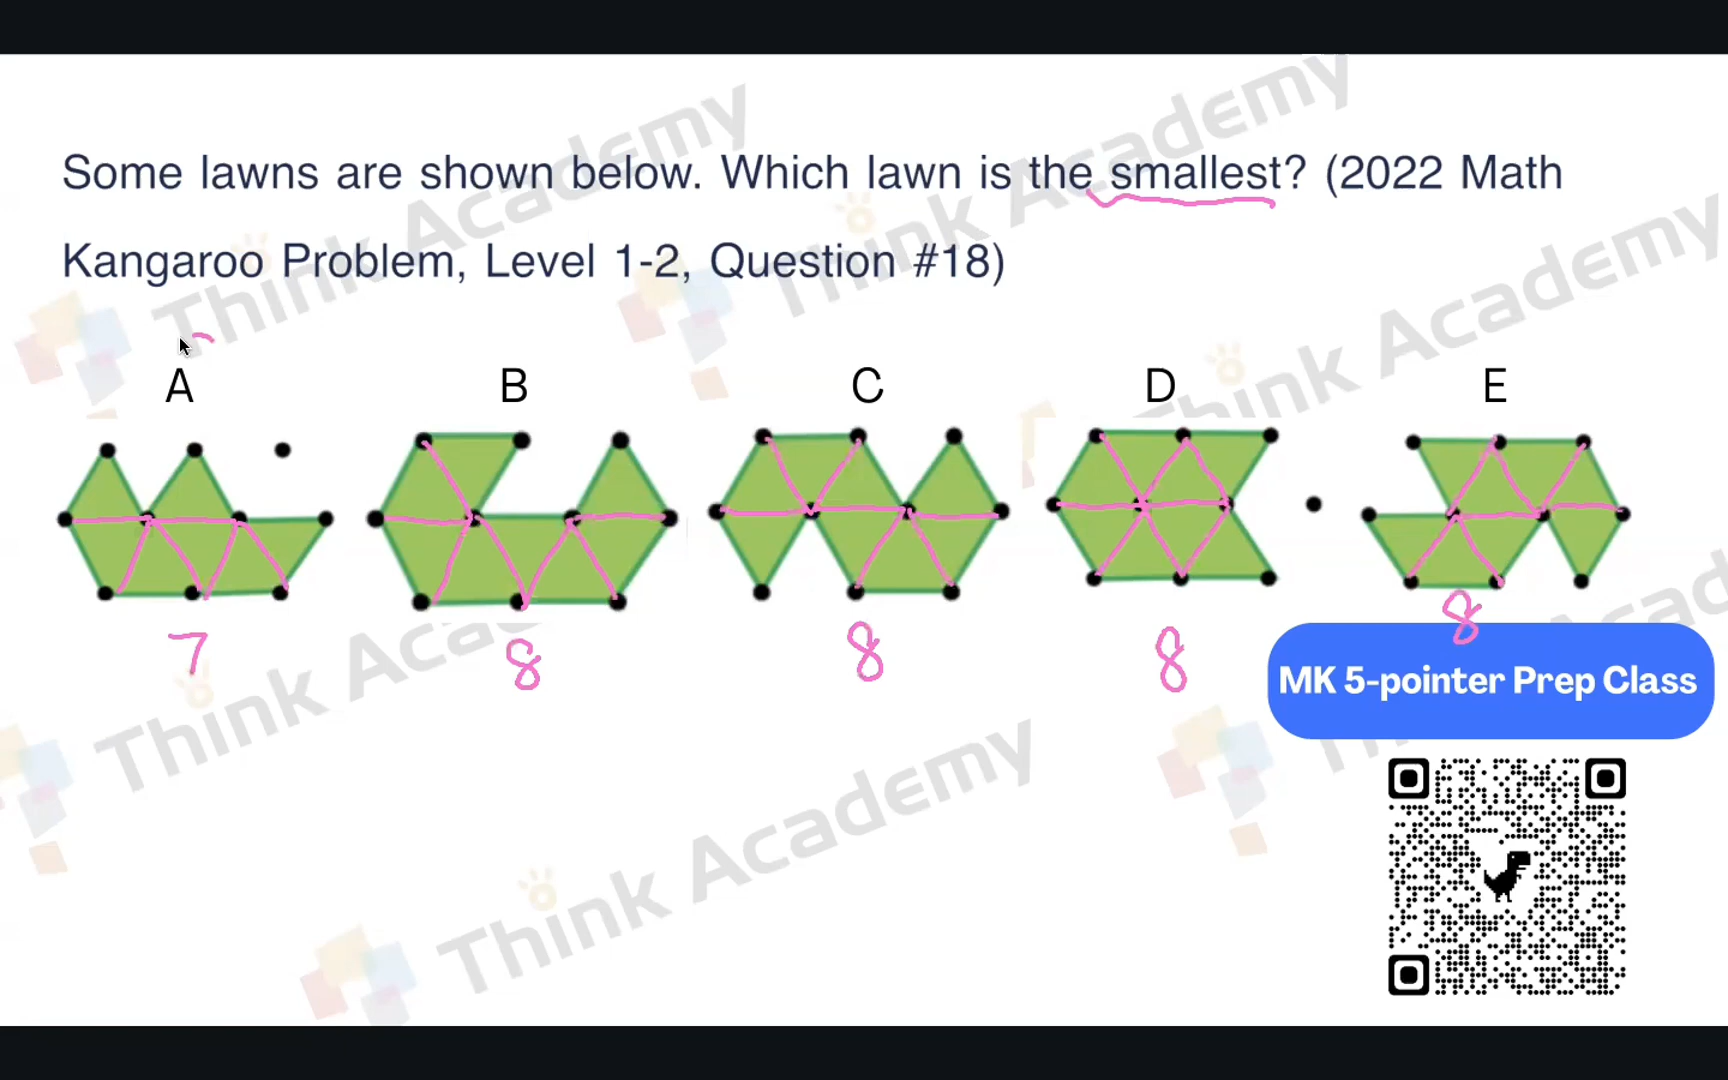 Some lawns are shown below. Which lawn is the smallest? (2022 Math
Kangaroo Problem, Level 1-2, Question #18)
A B C D E
7 8 8 8 8
MK 5-pointer Prep Class
Think Academy
Think Academy
Think Academy
Think Academy
Think Academy